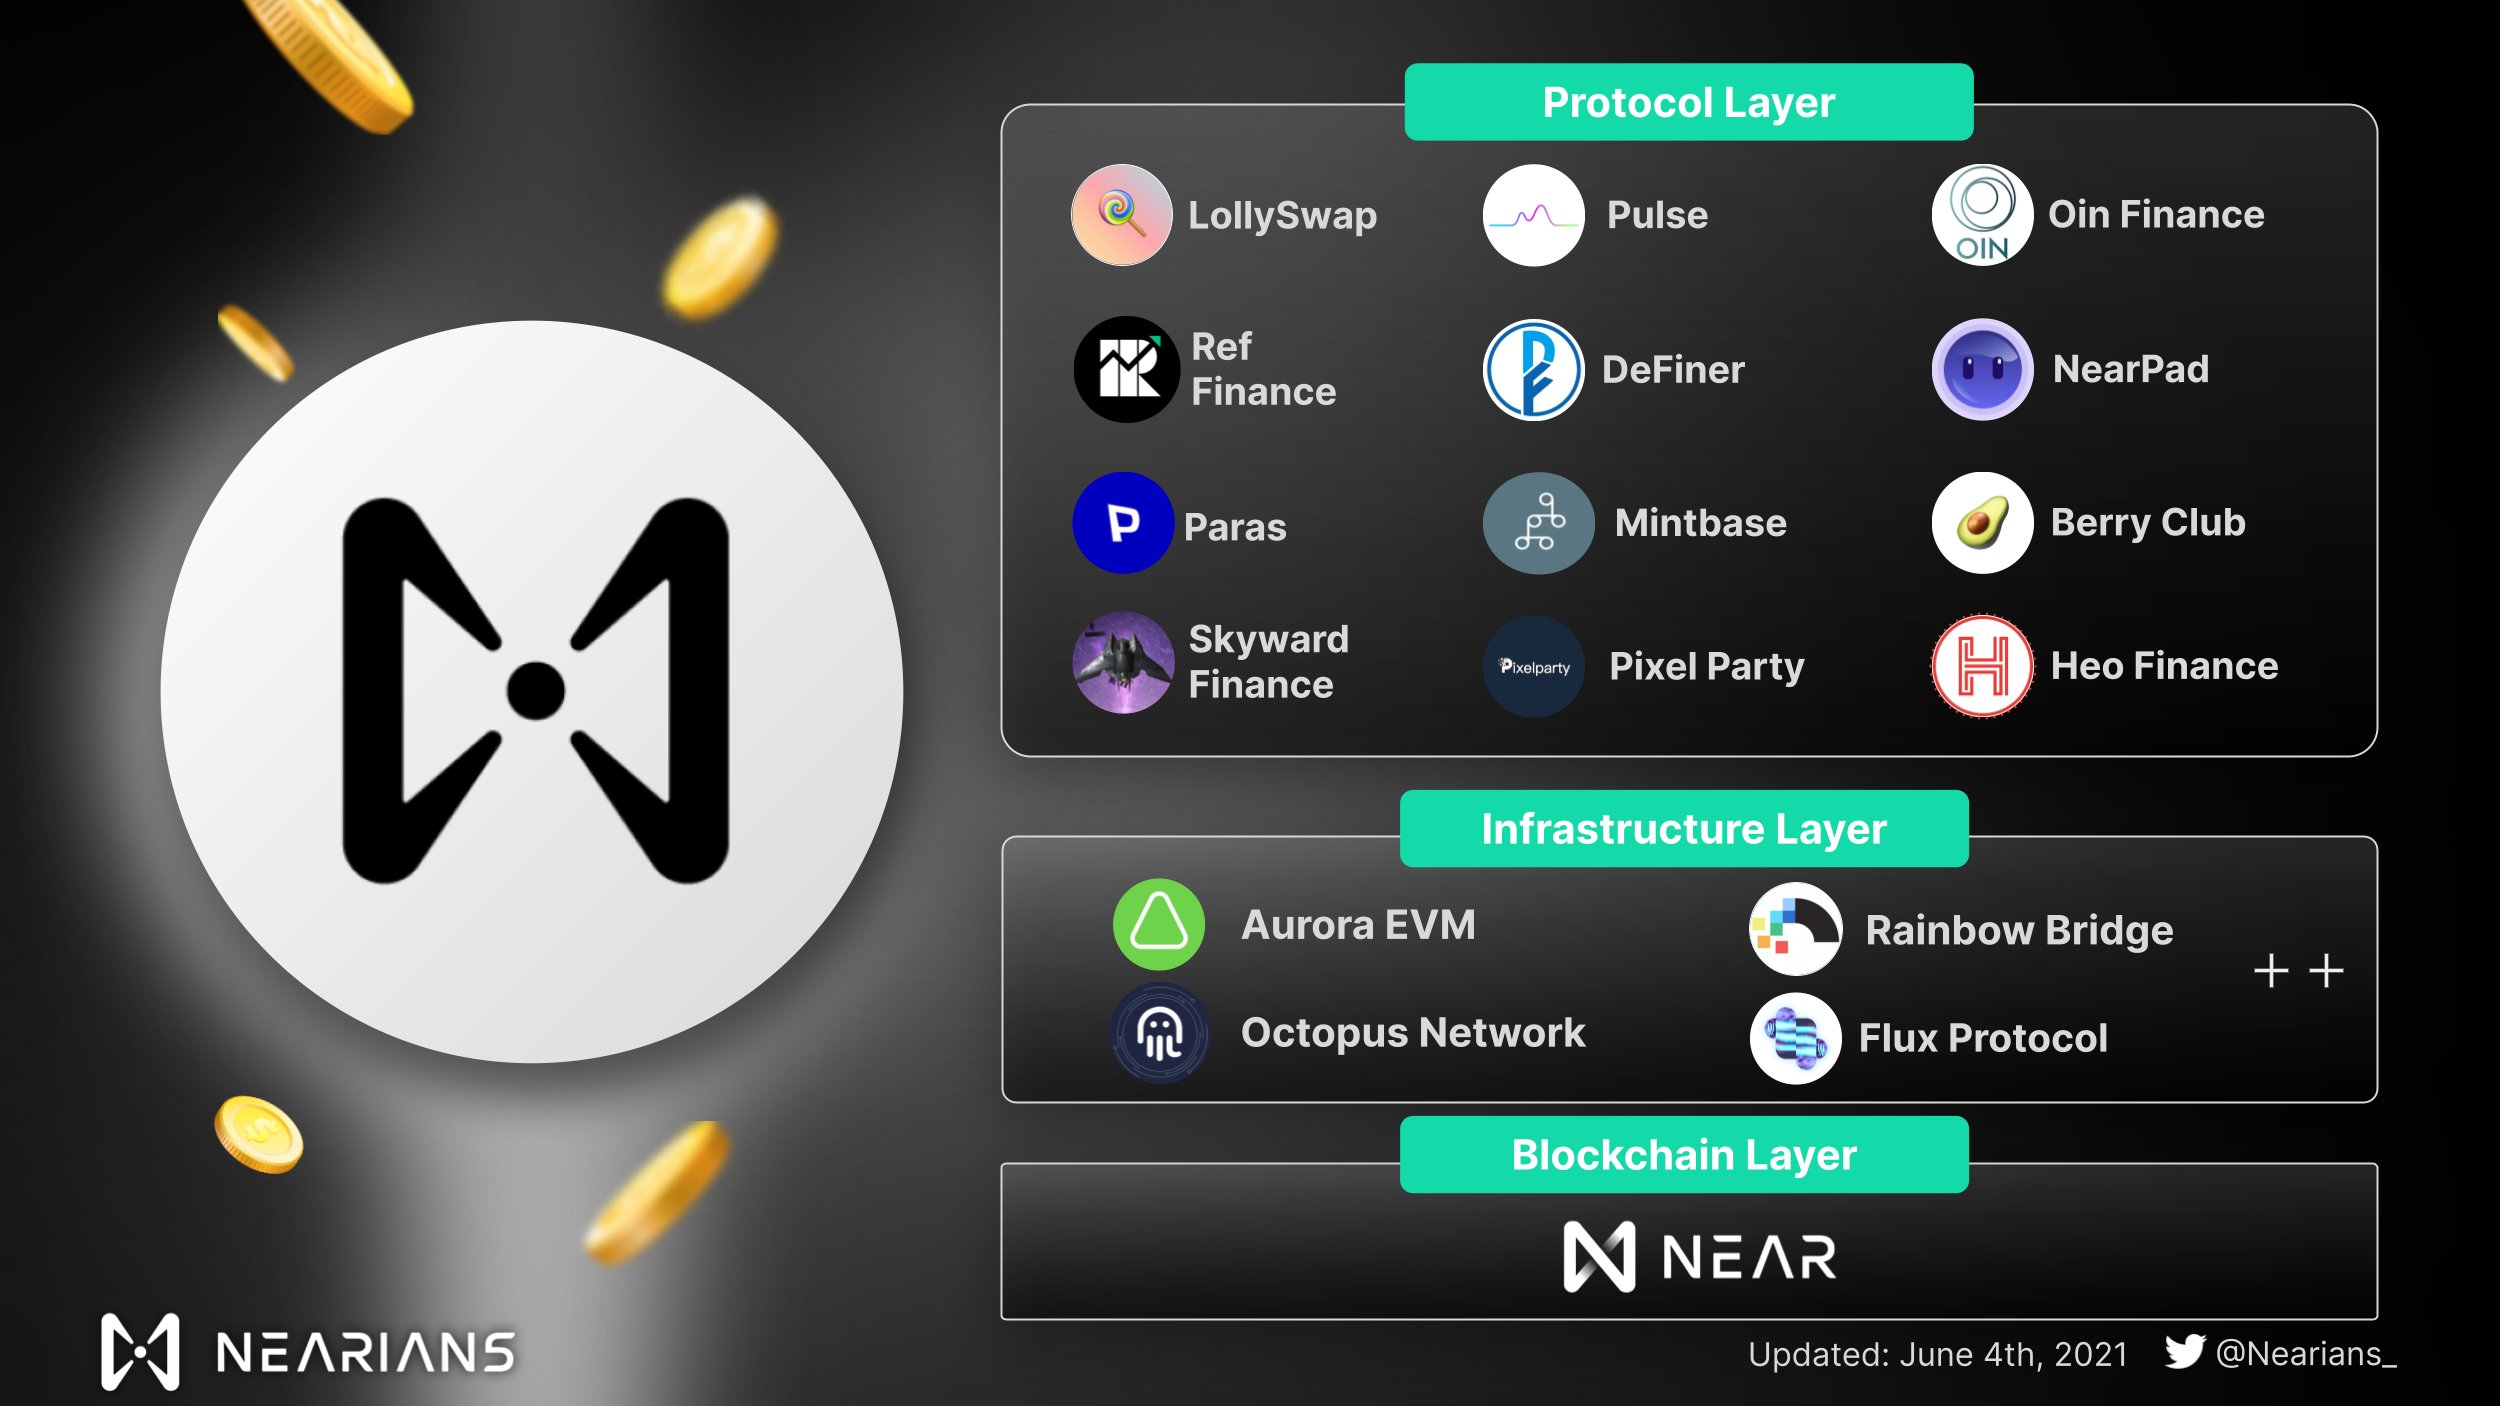 Protocol Layer
LollySwap
Pulse
OIN
Oin Finance
Ref
Finance
DeFiner
NearPad
P
Paras
Mintbase
Berry Club
Skyward
Finance
Pixelparty
Pixel Party
H
Heo Finance
Infrastructure Layer
Aurora EVM
Rainbow Bridge
++
Octopus Network
Flux Protocol
Blockchain Layer
NEAR
NEARIANS
Updated: June 4th, 2021
@Nearians_